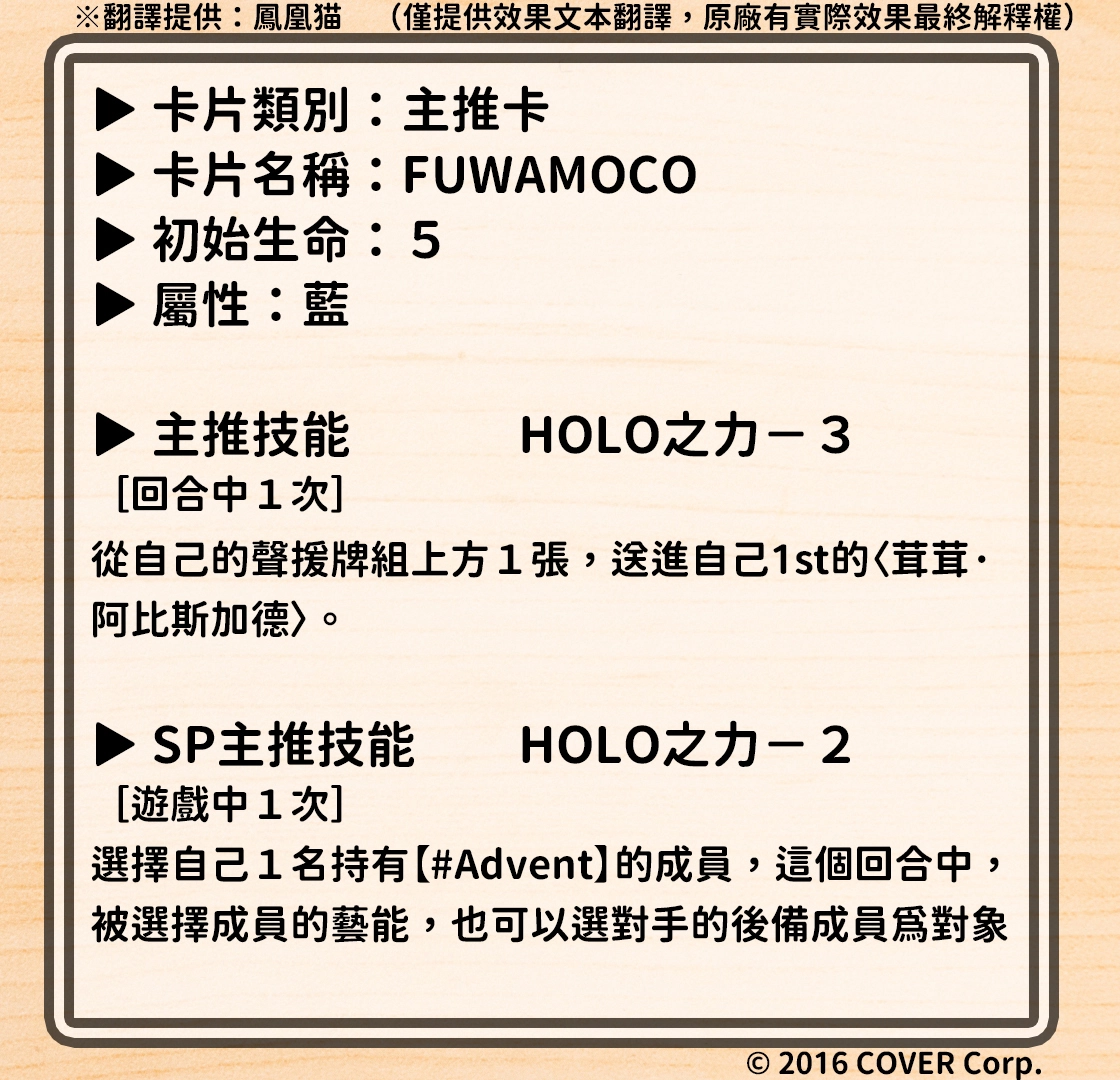 ※翻譯提供：鳳凰猫　（僅提供效果文本翻譯，原廠有實際效果最終解釋權）
▶ 卡片類別：主推卡
▶ 卡片名稱：FUWAMOCO
▶ 初始生命：５
▶ 屬性：藍
▶ 主推技能　HOLO之力－３
［回合中１次］
從自己的聲援牌組上方１張，送進自己1st的〈茸茸·
阿比斯加德〉。
▶ SP主推技能　HOLO之力－２
［遊戲中１次］
選擇自己１名持有【#Advent】的成員，這個回合中，
被選擇成員的藝能，也可以選對手的後備成員爲對象
© 2016 COVER Corp.